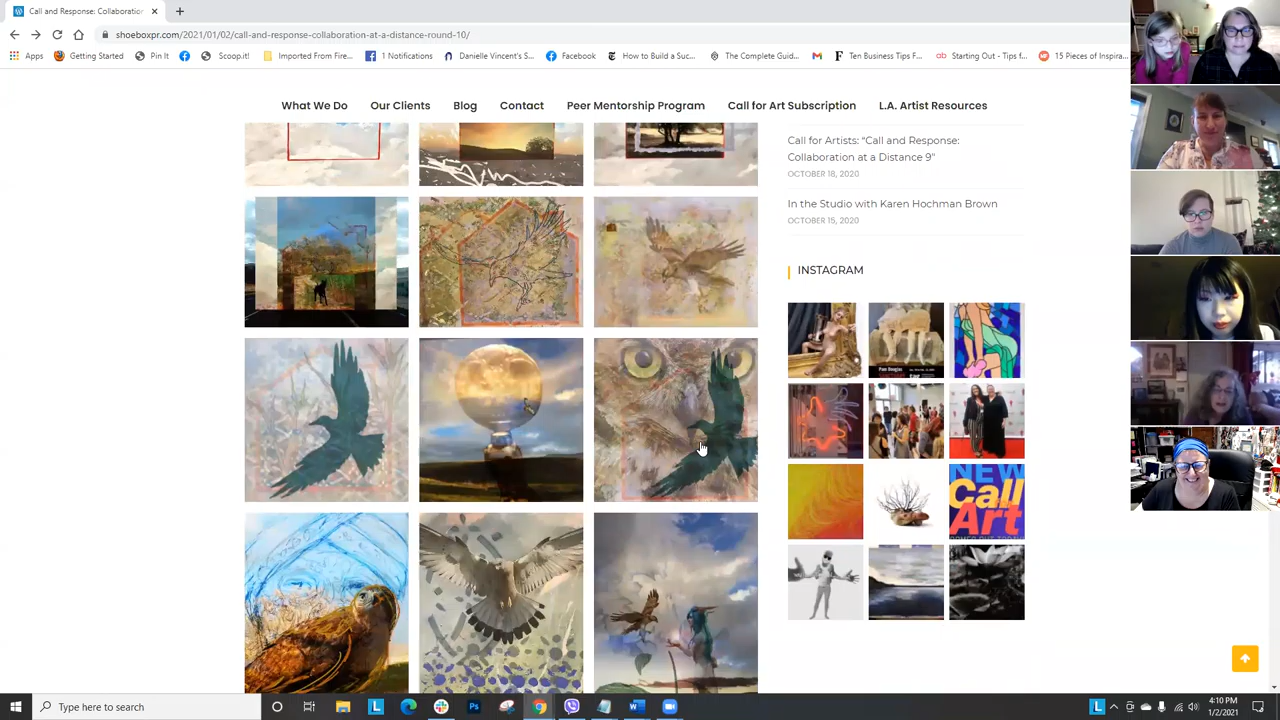 Call and Response: Collaboration
shoeboxpr.com/2021/01/02/call-and-response-collaboration-at-a-distance-round-10/
Apps
Getting Started
Pin It
Scoop.it!
Imported From Fire...
1 Notifications
Danielle Vincent's S...
Facebook
How to Build a Suc...
The Complete Guid...
Ten Business Tips F...
Starting Out - Tips f
15 Pieces of Inspira...
What We Do
Our Clients
Blog
Contact
Peer Mentorship Program
Call for Art Subscription
L.A. Artist Resources
Call for Artists: “Call and Response:
Collaboration at a Distance 9”
OCTOBER 18, 2020
In the Studio with Karen Hochman Brown
OCTOBER 15, 2020
INSTAGRAM
NEW
Call
Art
Type here to search
4:10 PM
1/2/2021